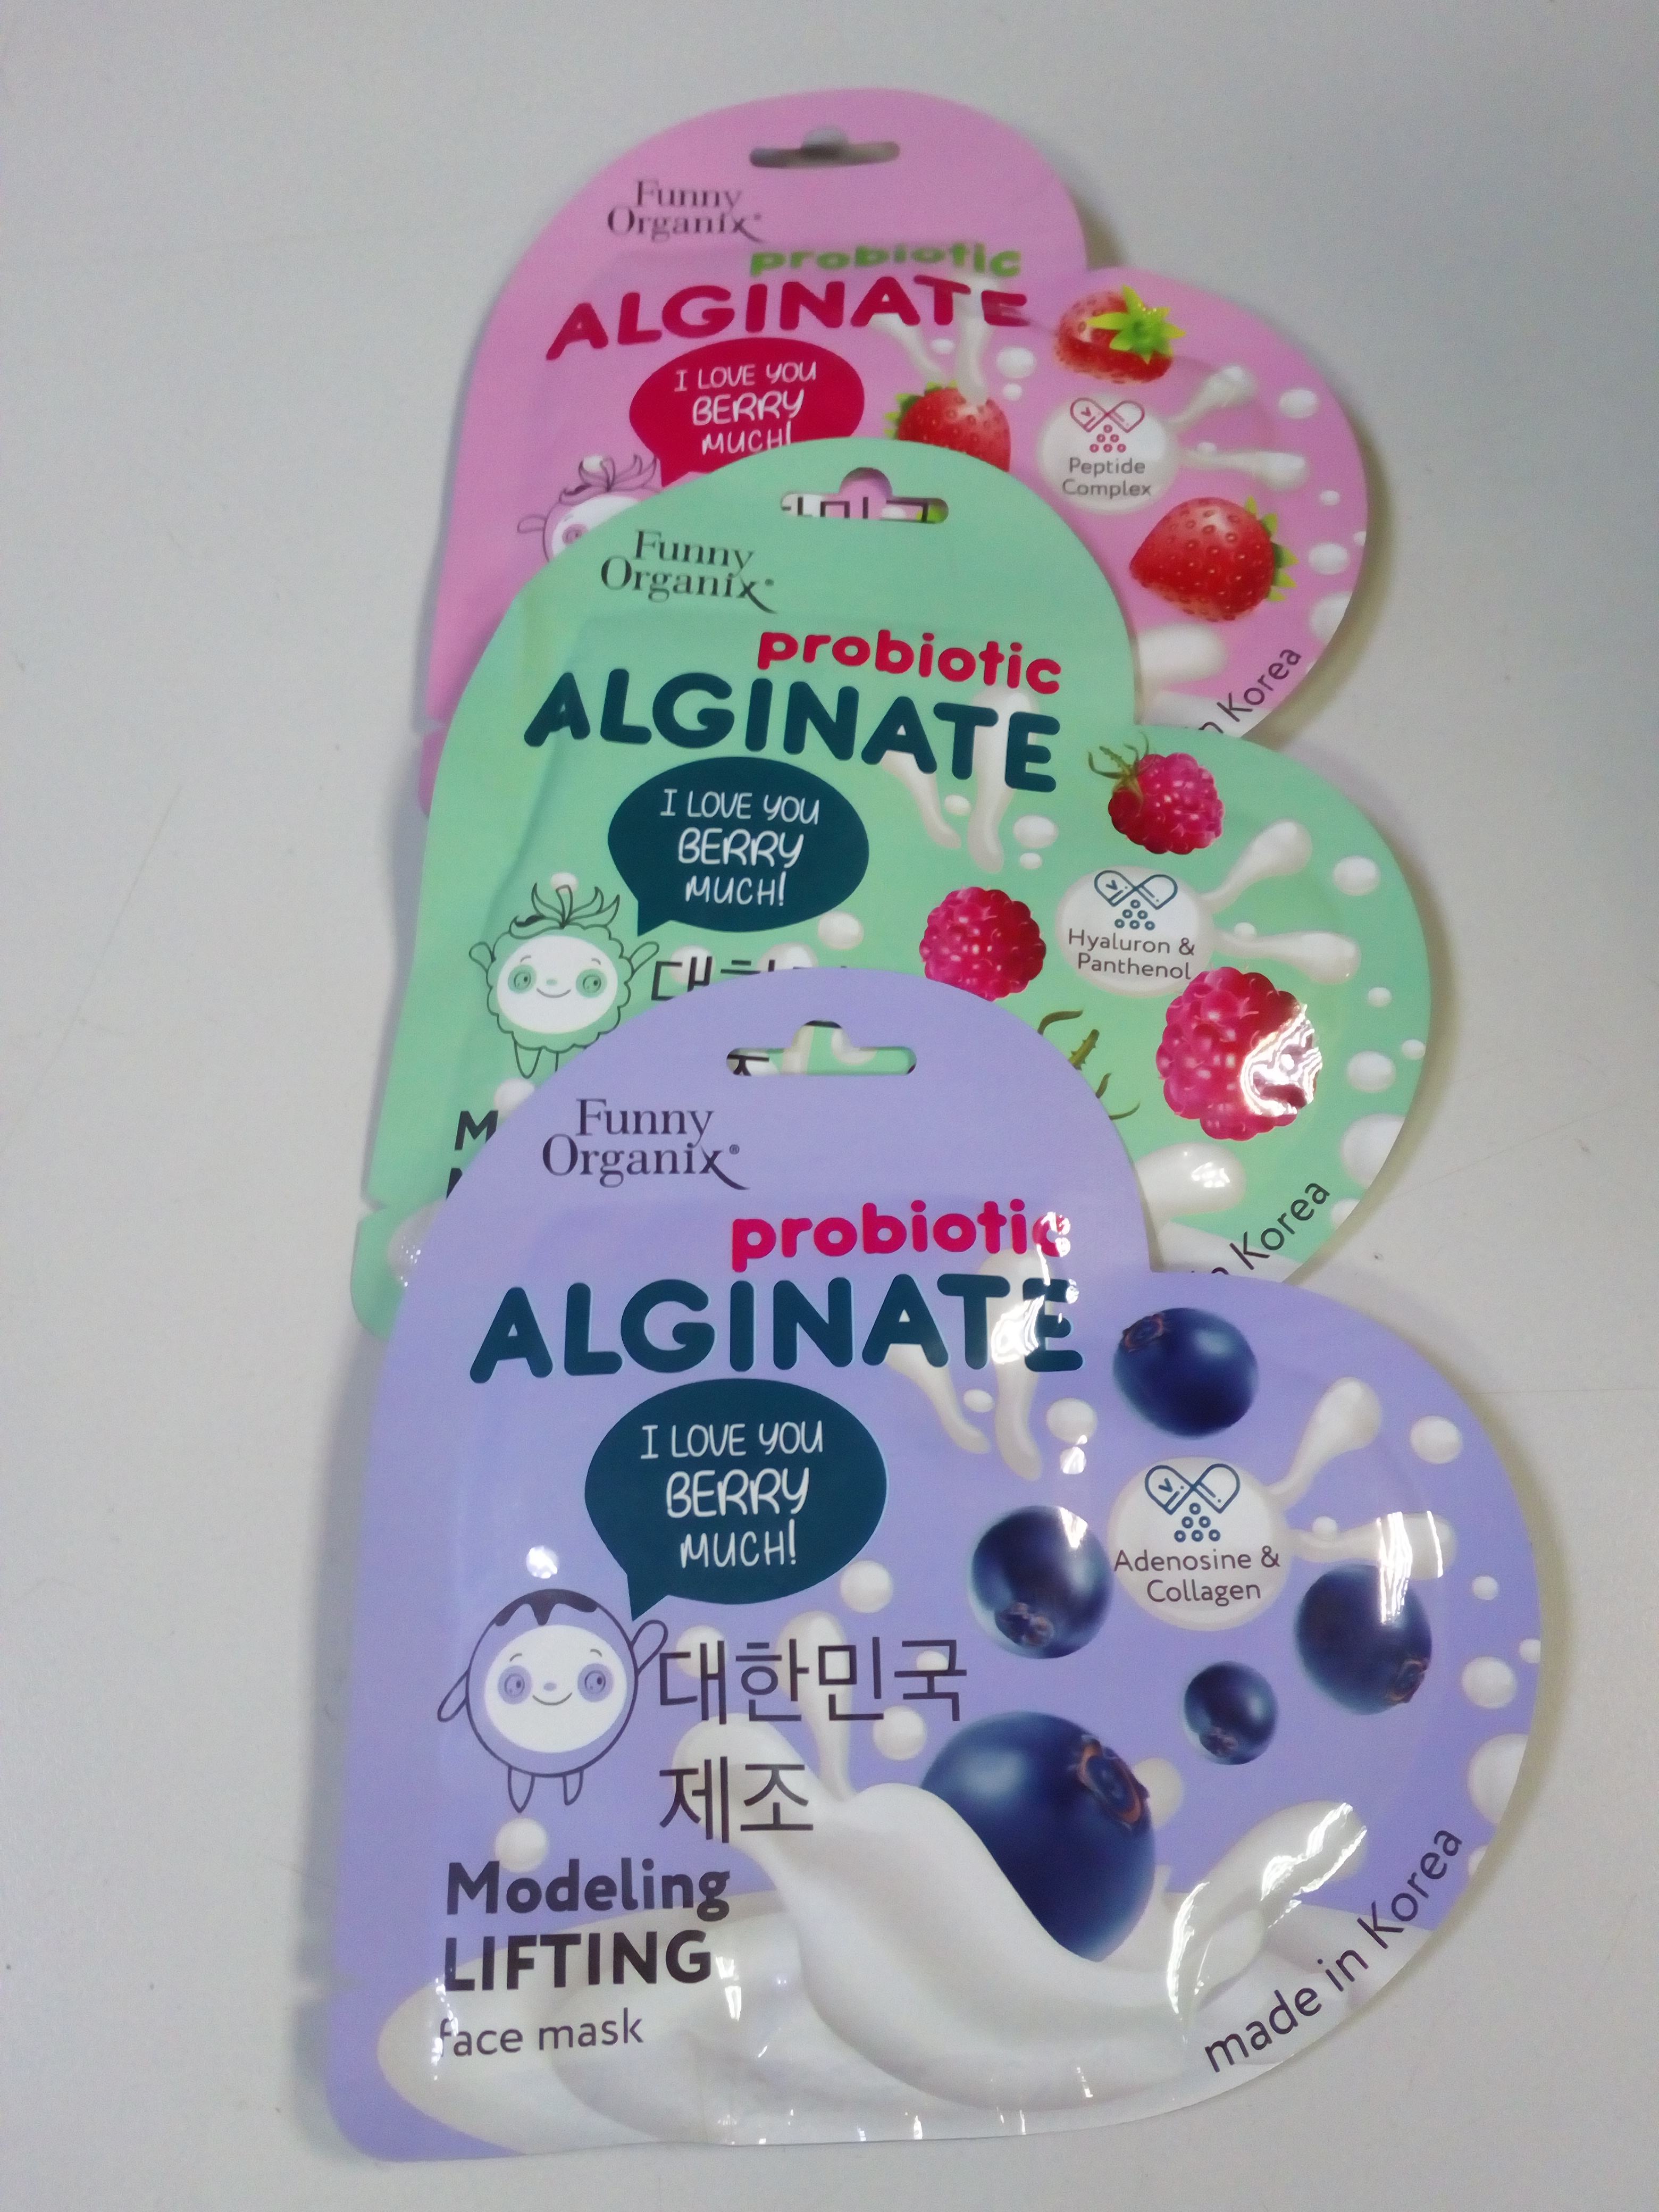 Funny
Organix®
probiotic
ALGINATE
I LOVE YOU
BERRY
MUCH!
Peptide
Complex
Korea
Funny
Organix®
probiotic
ALGINATE
I LOVE YOU
BERRY
MUCH!
Hyaluron &
Panthenol
M
Korea
Funny
Organix®
probiotic
ALGINATE
I LOVE YOU
BERRY
MUCH!
Adenosine &
Collagen
대한민국
제조
Modeling
LIFTING
face mask
made in Korea